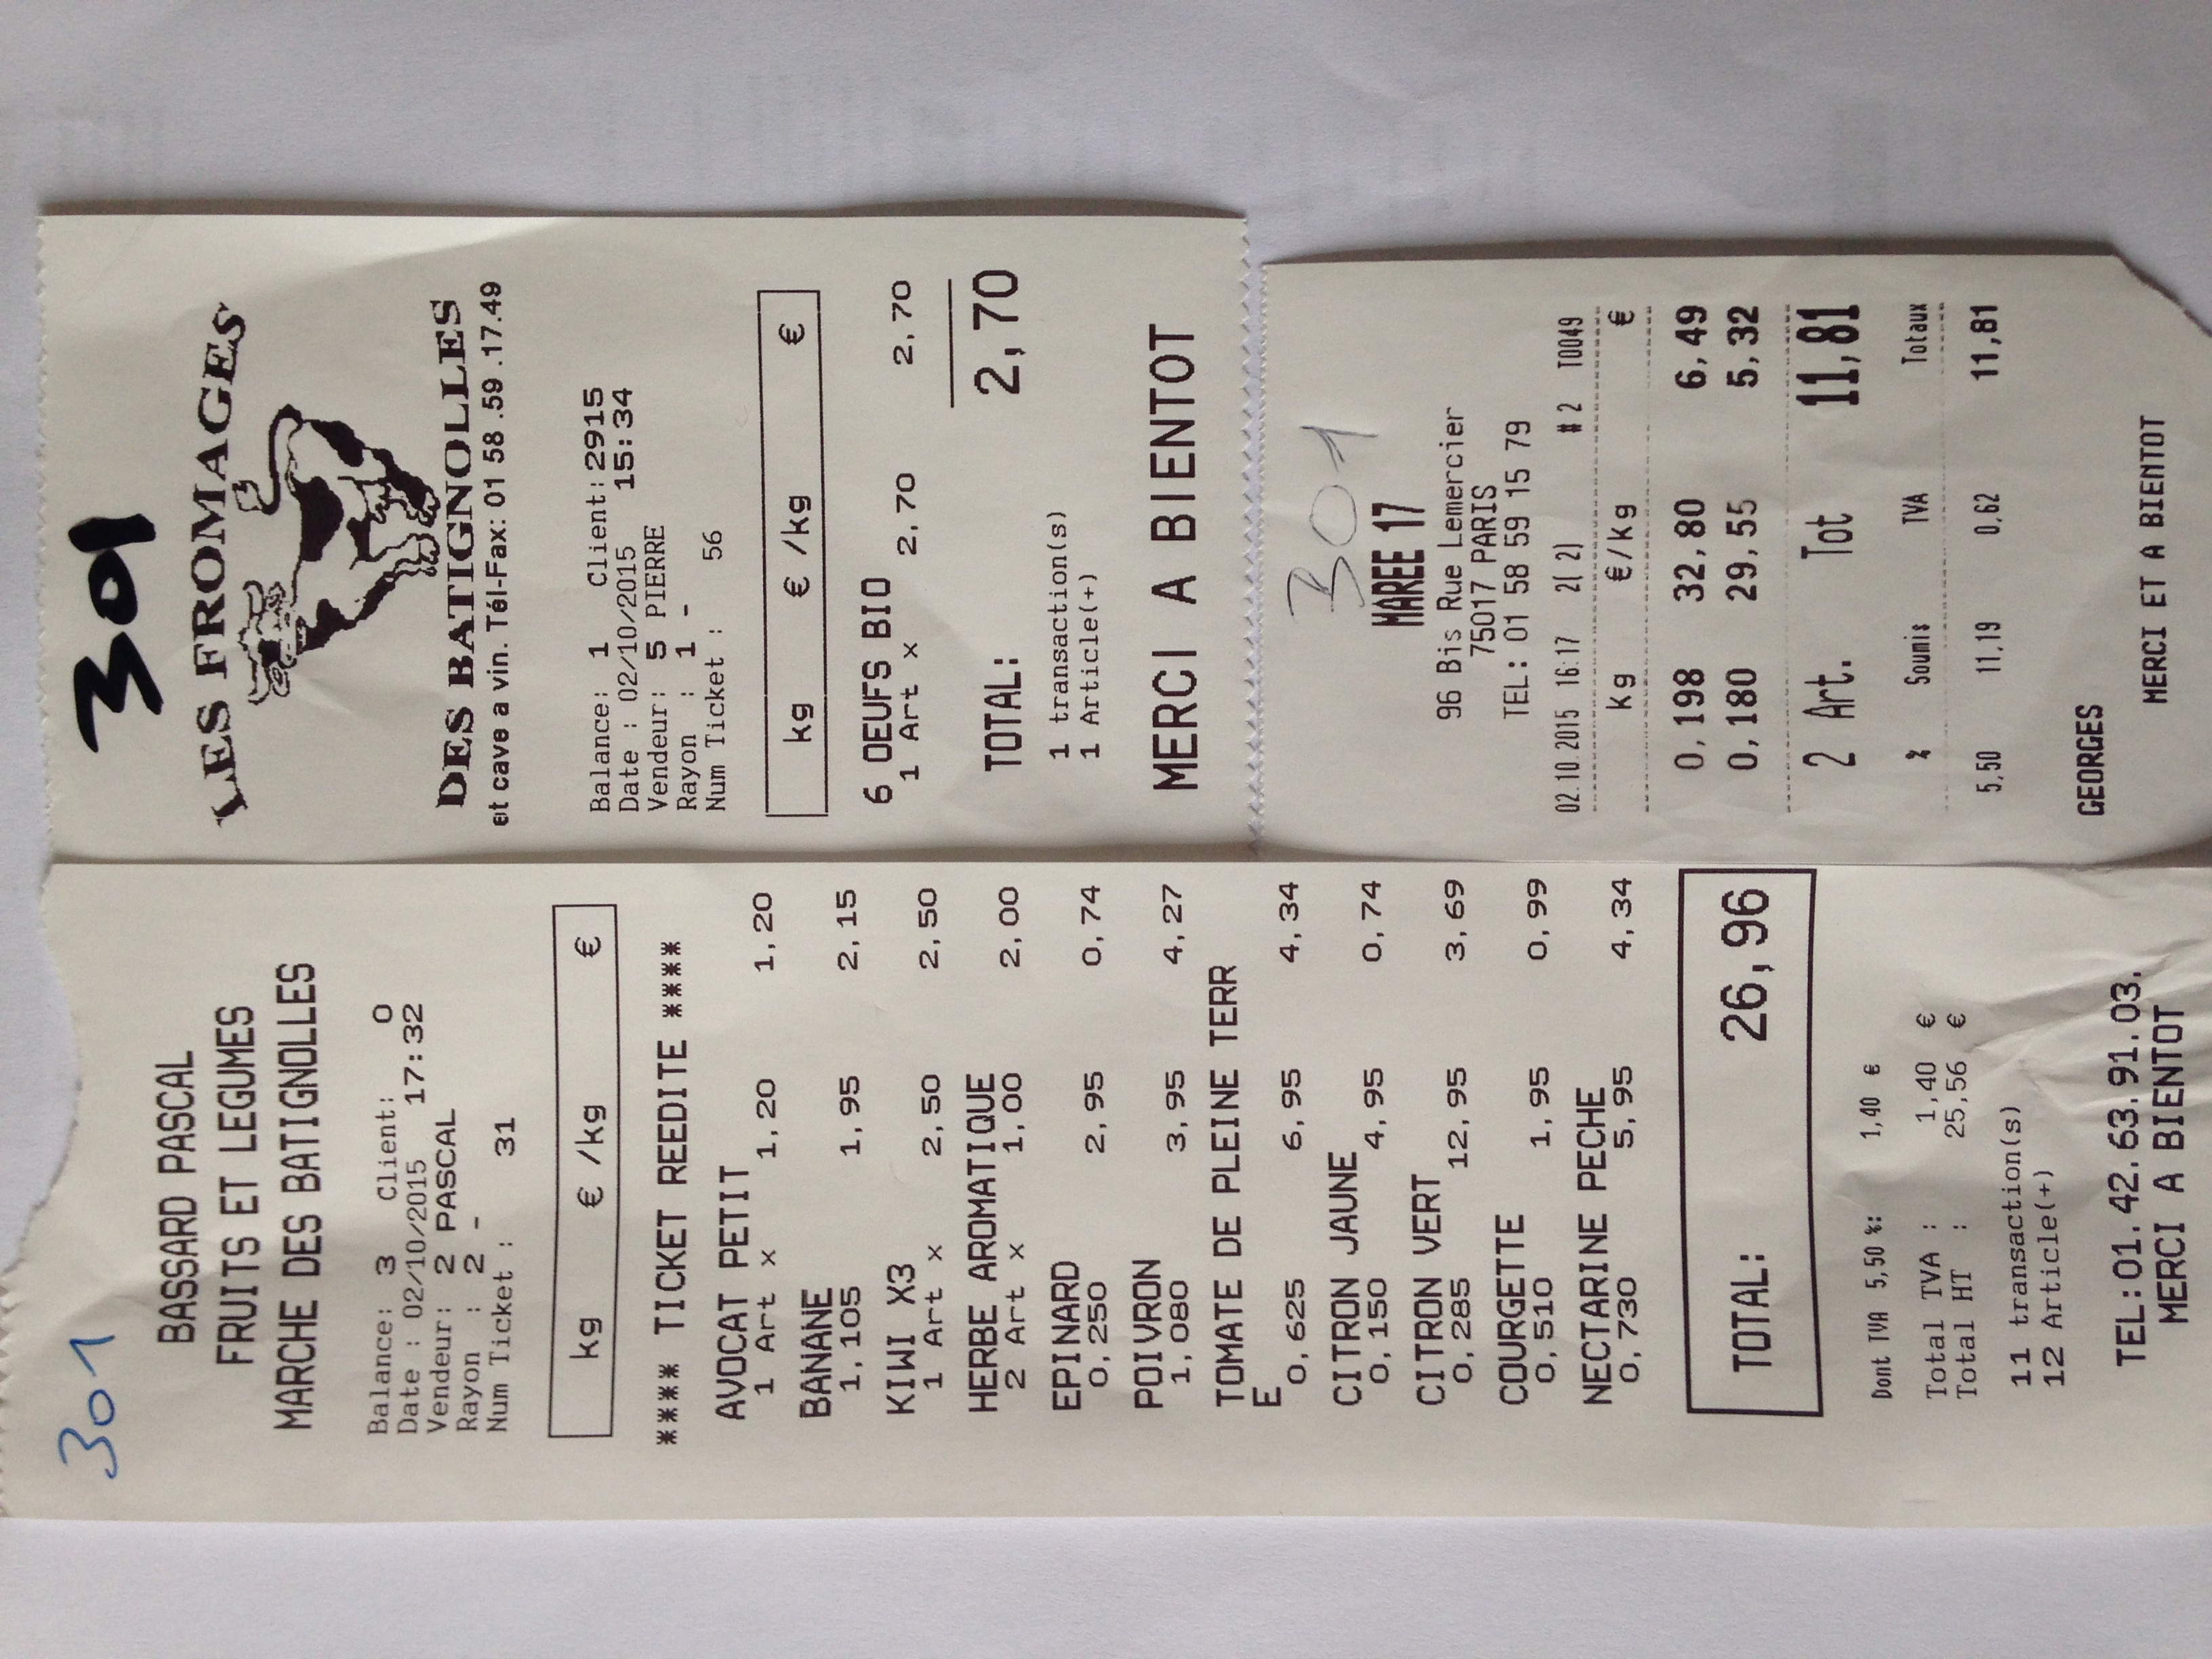 301
BASSARD PASCAL
FRUITS ET LEGUMES
MARCHE DES BATIGNOLLES
Balance: 3 Client: 0
Date : 02/10/2015 17:32
Vendeur: 2 PASCAL
Rayon : 2 -
Num Ticket : 31
kg € /kg €
**** TICKET REEDITE ****
AVOCAT PETIT
1 Art x 1,20 1,20
BANANE
1,105 1,95 2,15
KIWI X3
1 Art x 2,50 2,50
HERBE AROMATIQUE
2 Art x 1,00 2,00
EPINARD
0,250 2,95 0,74
POIVRON
1,080 3,95 4,27
TOMATE DE PLEINE TERR
E
0,625 6,95 4,34
CITRON JAUNE
0,150 4,95 0,74
CITRON VERT
0,285 12,95 3,69
COURGETTE
0,510 1,95 0,99
NECTARINE PECHE
0,730 5,95 4,34
TOTAL: 26,96
Dont TVA 5,50 %: 1,40 €
Total TVA : 1,40 €
Total HT : 25,56 €
11 transaction(s)
12 Article(+)
TEL:01.42.63.91.03.
MERCI A BIENTOT
301
LES FROMAGES
DES BATIGNOLLES
et cave a vin. Tél-Fax: 01 58 .59 .17.49
Balance: 1 Client: 2915
Date : 02/10/2015 15:34
Vendeur: 5 PIERRE
Rayon : 1 -
Num Ticket : 56
kg € /kg €
6 OEUFS BIO
1 Art x 2,70 2,70
TOTAL: 2,70
1 transaction(s)
1 Article(+)
MERCI A BIENTOT
301
MAREE 17
96 Bis Rue Lemercier
75017 PARIS
TEL: 01 58 59 15 79
02.10.2015 16:17 2( 2) # 2 T0049
kg €/kg €
0,198 32,80 6,49
0,180 29,55 5,32
2 Art. Tot 11,81
% Soumis TVA Totaux
5,50 11,19 0,62 11,81
GEORGES
MERCI ET A BIENTOT